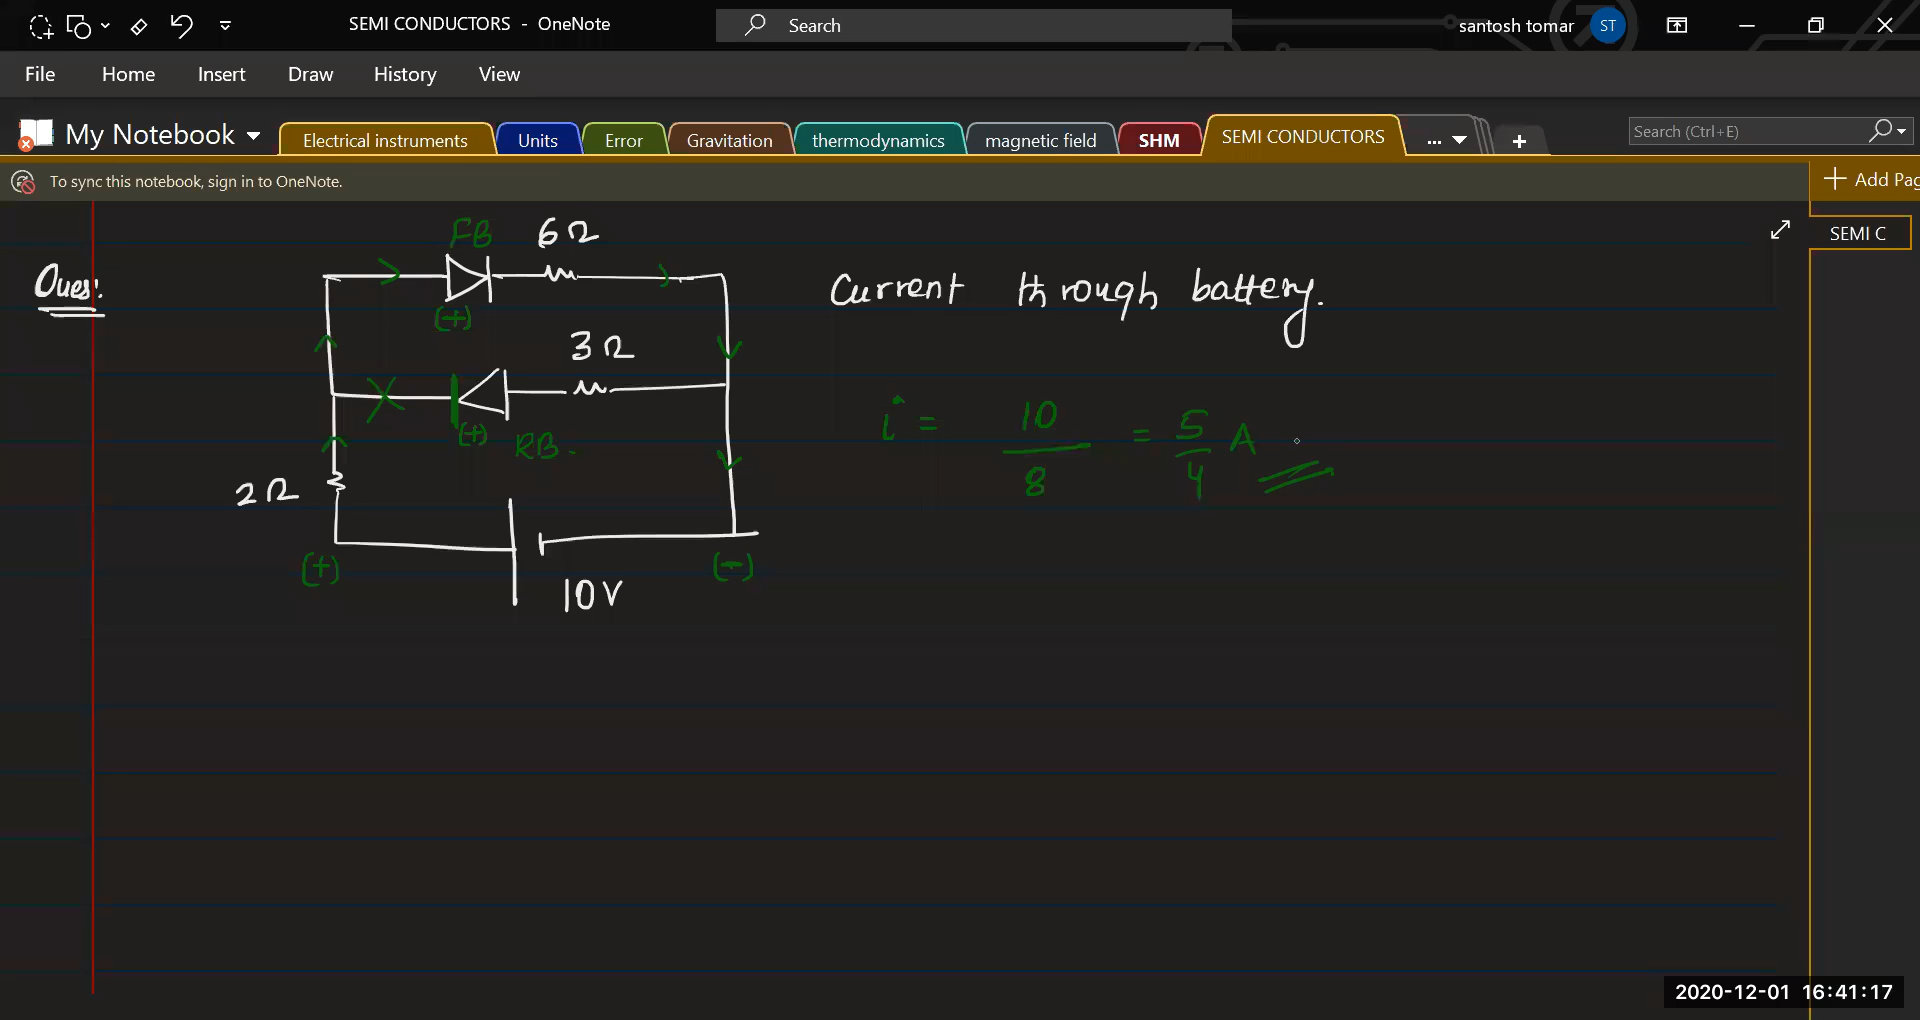 SEMI CONDUCTORS - OneNote
Search
santosh tomar
ST
File Home Insert Draw History View
My Notebook
Electrical instruments
Units
Error
Gravitation
thermodynamics
magnetic field
SHM
SEMI CONDUCTORS
...
+
Search (Ctrl+E)
To sync this notebook, sign in to OneNote.
Add Pag
SEMI C
Ques:
FB
6Ω
(+)
3Ω
(+) RB.
2Ω
(+)
(-)
10V
Current through battery.
i = 10/8 = 5/4 A
2020-12-01 16:41:17